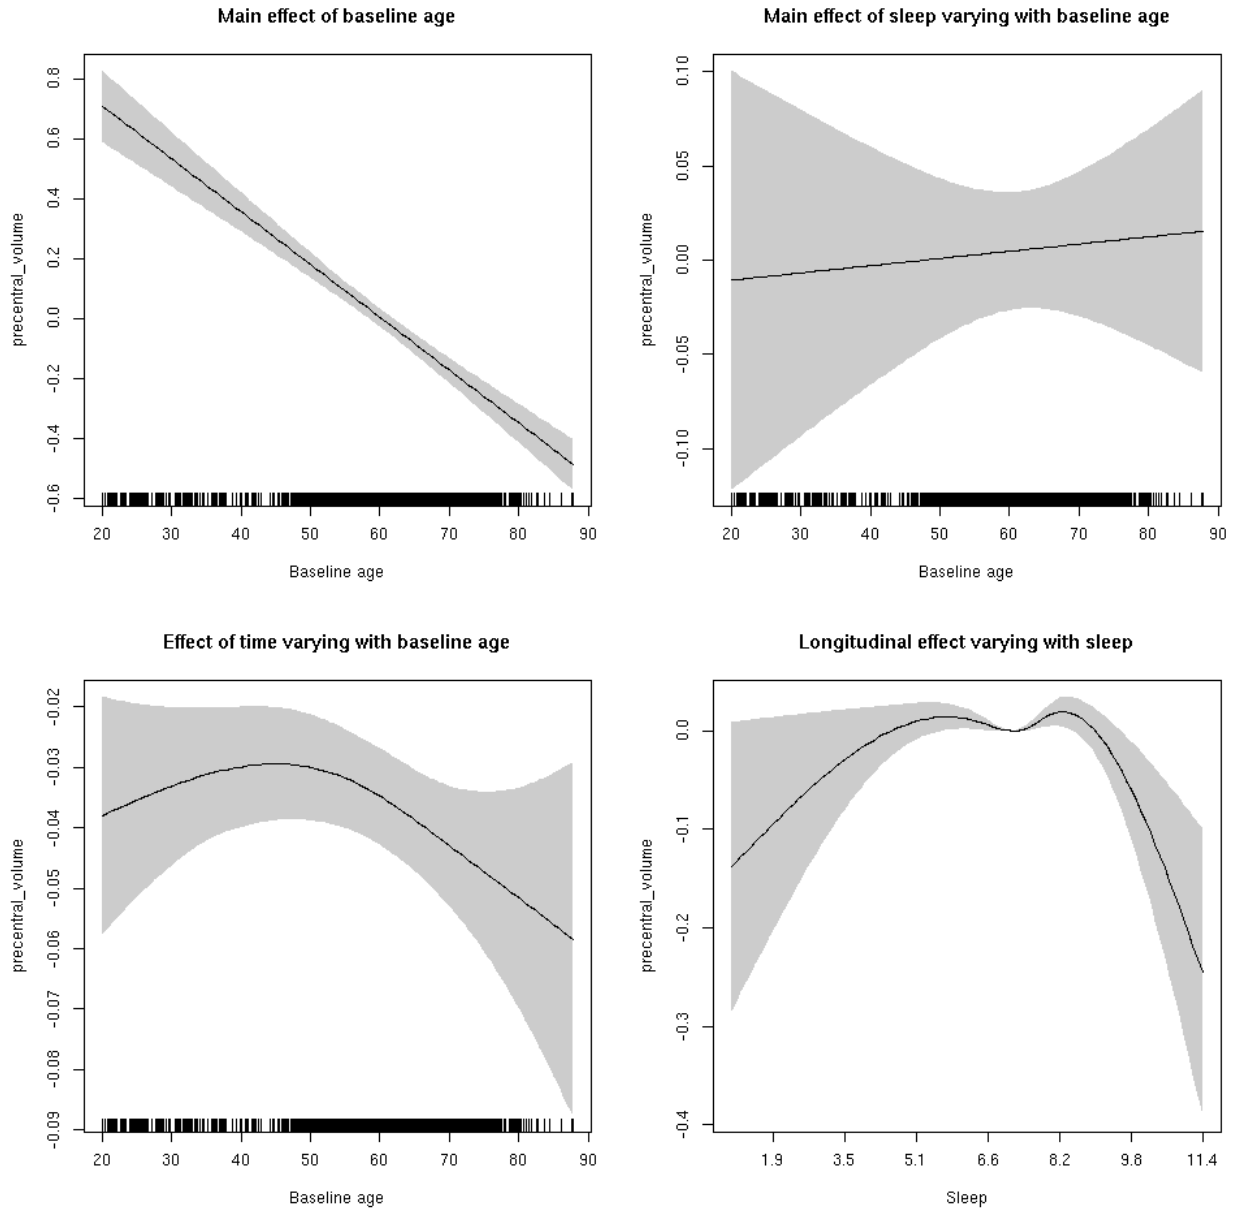 Main effect of baseline age
precentral_volume
0.8
0.6
0.4
0.2
0.0
-0.2
-0.4
-0.6
20 30 40 50 60 70 80 90
Baseline age
Main effect of sleep varying with baseline age
precentral_volume
0.10
0.05
0.00
-0.05
-0.10
20 30 40 50 60 70 80 90
Baseline age
Effect of time varying with baseline age
precentral_volume
-0.02
-0.03
-0.04
-0.05
-0.06
-0.07
-0.08
-0.09
20 30 40 50 60 70 80 90
Baseline age
Longitudinal effect varying with sleep
precentral_volume
0.0
-0.1
-0.2
-0.3
-0.4
1.9 3.5 5.1 6.6 8.2 9.8 11.4
Sleep